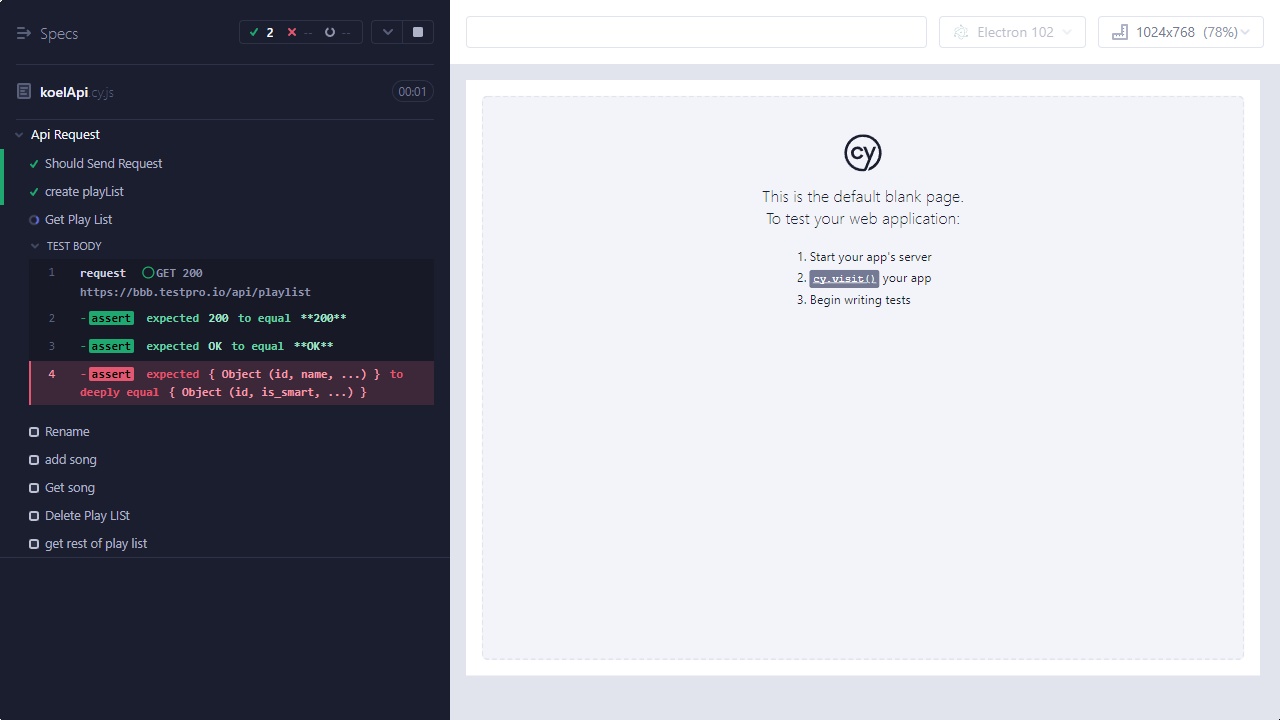 Specs
2 -- --
koelApi.cy.js 00:01
Api Request
Should Send Request
create playList
Get Play List
TEST BODY
1 request GET 200
https://bbb.testpro.io/api/playlist
2 -assert expected 200 to equal **200**
3 -assert expected OK to equal **OK**
4 -assert expected { Object (id, name, ...) } to
deeply equal { Object (id, is_smart, ...) }
Rename
add song
Get song
Delete Play LISt
get rest of play list
Electron 102
1024x768 (78%)
cy
This is the default blank page.
To test your web application:
1. Start your app's server
2. cy.visit() your app
3. Begin writing tests